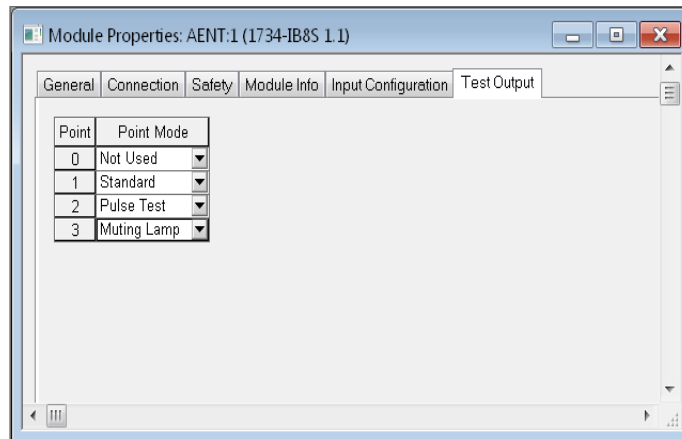 Module Properties: AENT:1 (1734-IB8S 1.1)
General Connection Safety Module Info Input Configuration Test Output
Point Point Mode
0 Not Used
1 Standard
2 Pulse Test
3 Muting Lamp